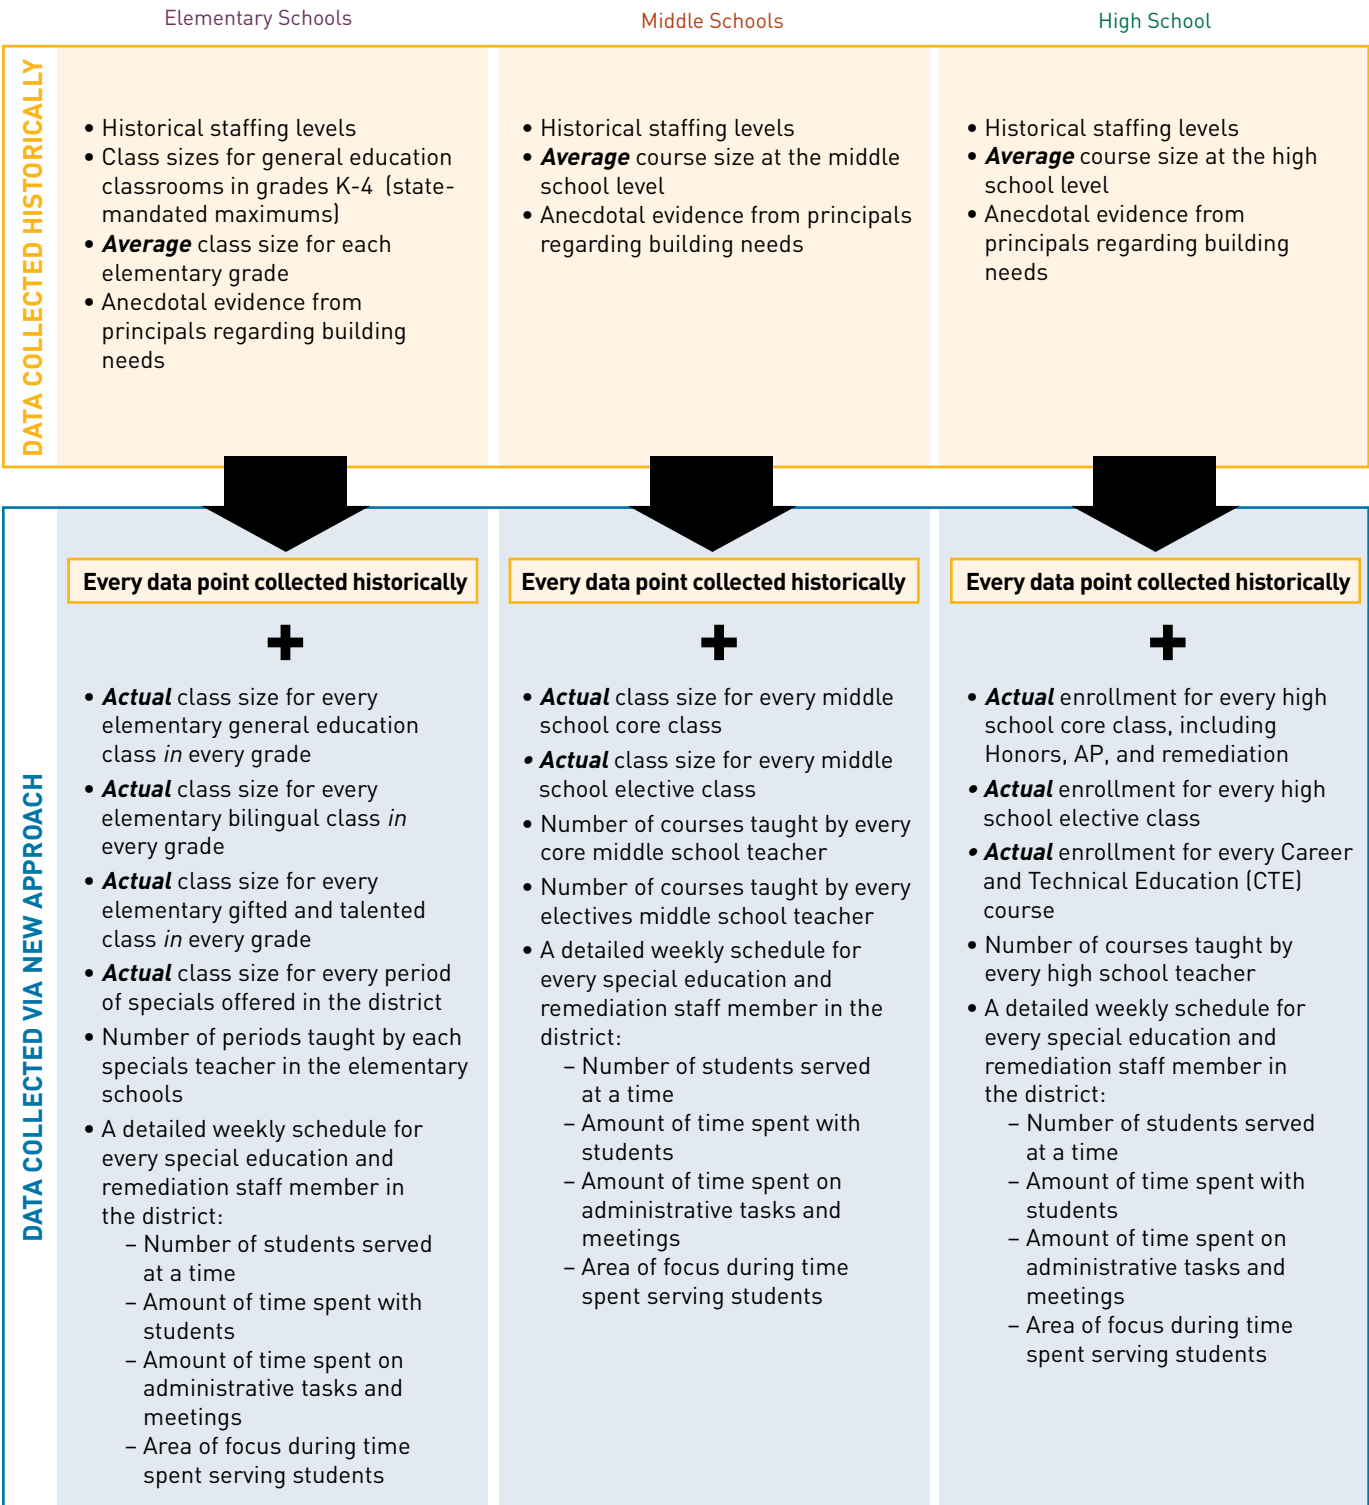 Elementary Schools
Middle Schools
High School
DATA COLLECTED HISTORICALLY
• Historical staffing levels
• Class sizes for general education
classrooms in grades K-4 (state-
mandated maximums)
• Average class size for each
elementary grade
• Anecdotal evidence from
principals regarding building
needs
• Historical staffing levels
• Average course size at the middle
school level
• Anecdotal evidence from principals
regarding building needs
• Historical staffing levels
• Average course size at the high
school level
• Anecdotal evidence from
principals regarding building
needs
DATA COLLECTED VIA NEW APPROACH
Every data point collected historically
+
• Actual class size for every
elementary general education
class in every grade
• Actual class size for every
elementary bilingual class in
every grade
• Actual class size for every
elementary gifted and talented
class in every grade
• Actual class size for every period
of specials offered in the district
• Number of periods taught by each
specials teacher in the elementary
schools
• A detailed weekly schedule for
every special education and
remediation staff member in
the district:
– Number of students served
at a time
– Amount of time spent with
students
– Amount of time spent on
administrative tasks and
meetings
– Area of focus during time
spent serving students
Every data point collected historically
+
• Actual class size for every middle
school core class
• Actual class size for every middle
school elective class
• Number of courses taught by every
core middle school teacher
• Number of courses taught by every
electives middle school teacher
• A detailed weekly schedule for
every special education and
remediation staff member in the
district:
– Number of students served
at a time
– Amount of time spent with
students
– Amount of time spent on
administrative tasks and
meetings
– Area of focus during time
spent serving students
Every data point collected historically
+
• Actual enrollment for every high
school core class, including
Honors, AP, and remediation
• Actual enrollment for every high
school elective class
• Actual enrollment for every Career
and Technical Education (CTE)
course
• Number of courses taught by
every high school teacher
• A detailed weekly schedule for
every special education and
remediation staff member in
the district:
– Number of students served
at a time
– Amount of time spent with
students
– Amount of time spent on
administrative tasks and
meetings
– Area of focus during time
spent serving students